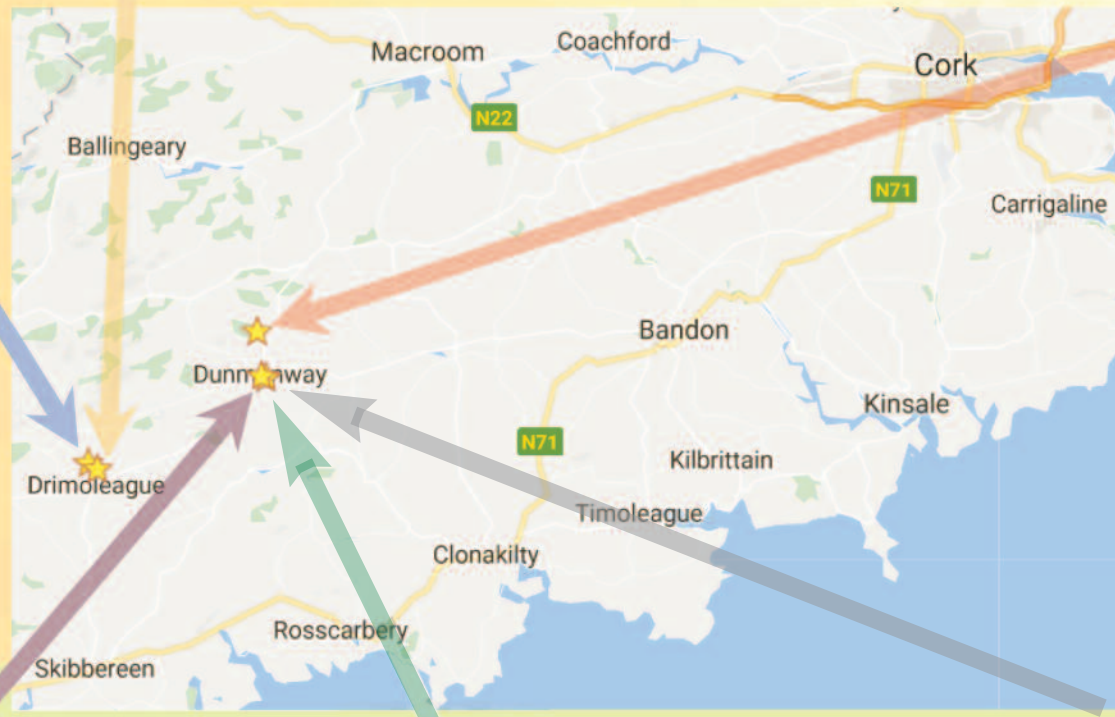 Macroom
Coachford
Cork
N22
Ballingeary
N71
Carrigaline
Bandon
Kinsale
N71
Kilbrittain
Drimoleague
Timoleague
Clonakilty
Rosscarbery
Skibbereen